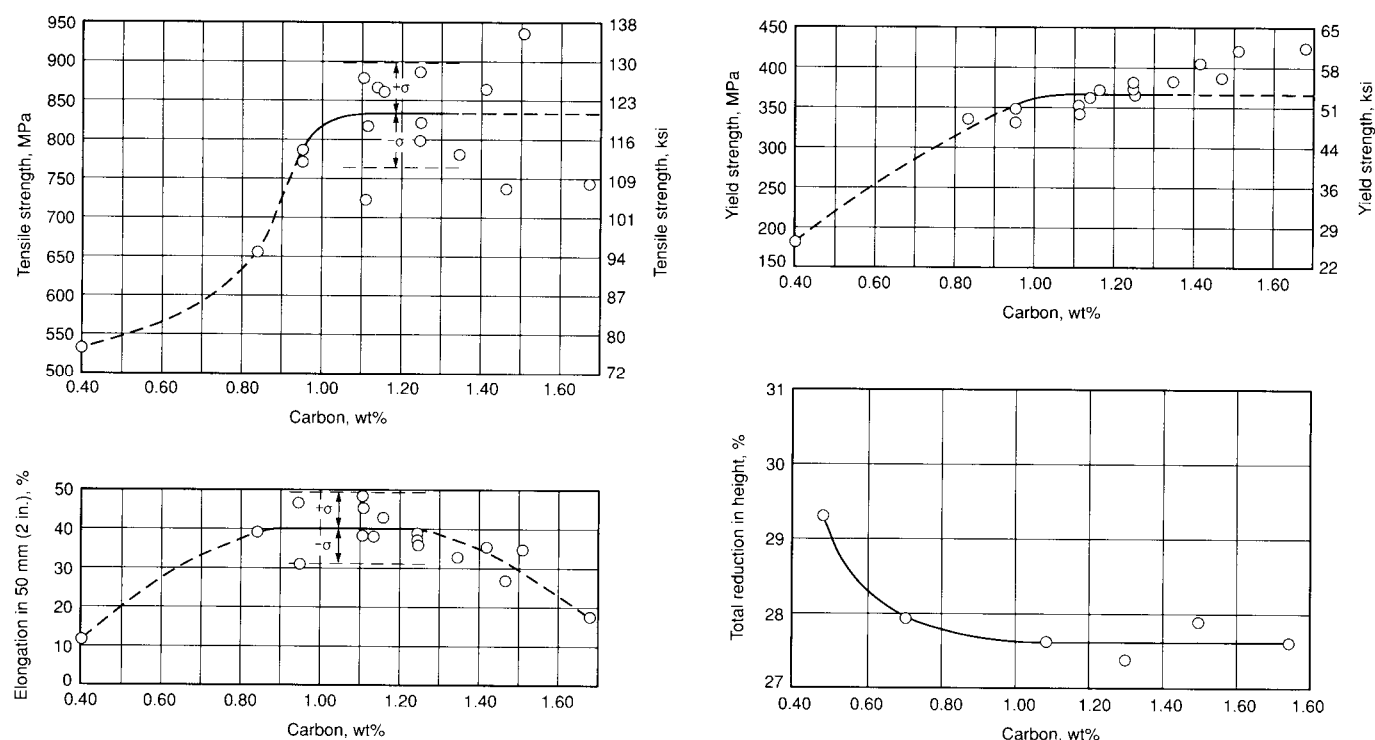 950
900
850
800
750
700
650
600
550
500
Tensile strength, MPa
138
130
123
116
109
101
94
87
80
72
Tensile strength, ksi
+σ
-σ
0.40 0.60 0.80 1.00 1.20 1.40 1.60
Carbon, wt%
450
400
350
300
250
200
150
Yield strength, MPa
65
58
54
44
36
29
22
Yield strength, ksi
0.40 0.60 0.80 1.00 1.20 1.40 1.60
Carbon, wt%
50
40
30
20
10
0
Elongation in 50 mm (2 in.), %
+σ
-σ
0.40 0.60 0.80 1.00 1.20 1.40 1.60
Carbon, wt%
31
30
29
28
27
Total reduction in height, %
0.40 0.60 0.80 1.00 1.20 1.40 1.60
Carbon, wt%